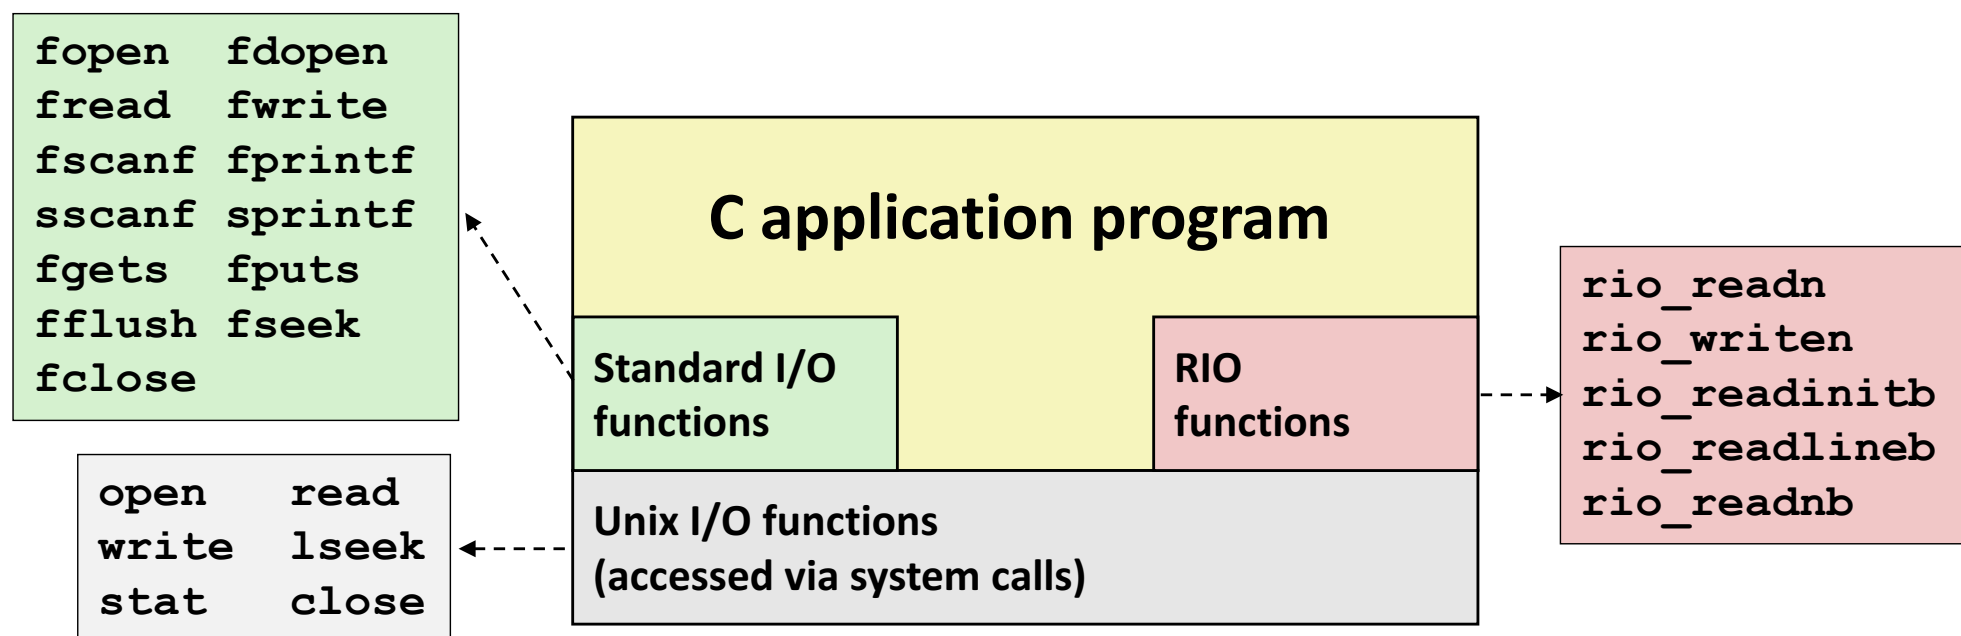 fopen fdopen
fread fwrite
fscanf fprintf
sscanf sprintf
fgets fputs
fflush fseek
fclose
C application program
Standard I/O
functions
RIO
functions
rio_readn
rio_writen
rio_readinitb
rio_readlineb
rio_readnb
open read
write lseek
stat close
Unix I/O functions
(accessed via system calls)